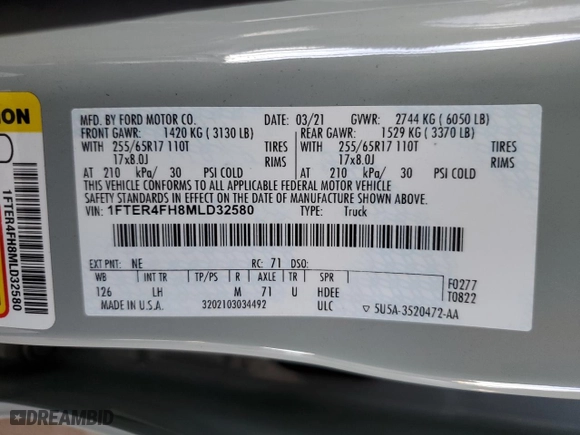 MFD. BY FORD MOTOR CO. DATE: 03/21 GVWR: 2744 KG ( 6050 LB)
FRONT GAWR: 1420 KG ( 3130 LB) REAR GAWR: 1529 KG ( 3370 LB)
WITH 255/65R17 110T TIRES WITH 255/65R17 110T TIRES
17x8.0J RIMS 17x8.0J RIMS
AT 210 kPa/ 30 PSI COLD AT 210 kPa/ 30 PSI COLD
THIS VEHICLE CONFORMS TO ALL APPLICABLE FEDERAL MOTOR VEHICLE
SAFETY STANDARDS IN EFFECT ON THE DATE OF MANUFACTURE SHOWN ABOVE.
VIN: 1FTER4FH8MLD32580 TYPE: Truck
EXT PNT: NE RC: 71 DSO:
WB INT TR TP/PS R AXLE TR SPR
126 LH M 71 U HDEE
F0277
T0822
MADE IN U.S.A. 3202103034492 ULC 5U5A-3520472-AA
1FTER4FH8MLD32580
DREAMBID